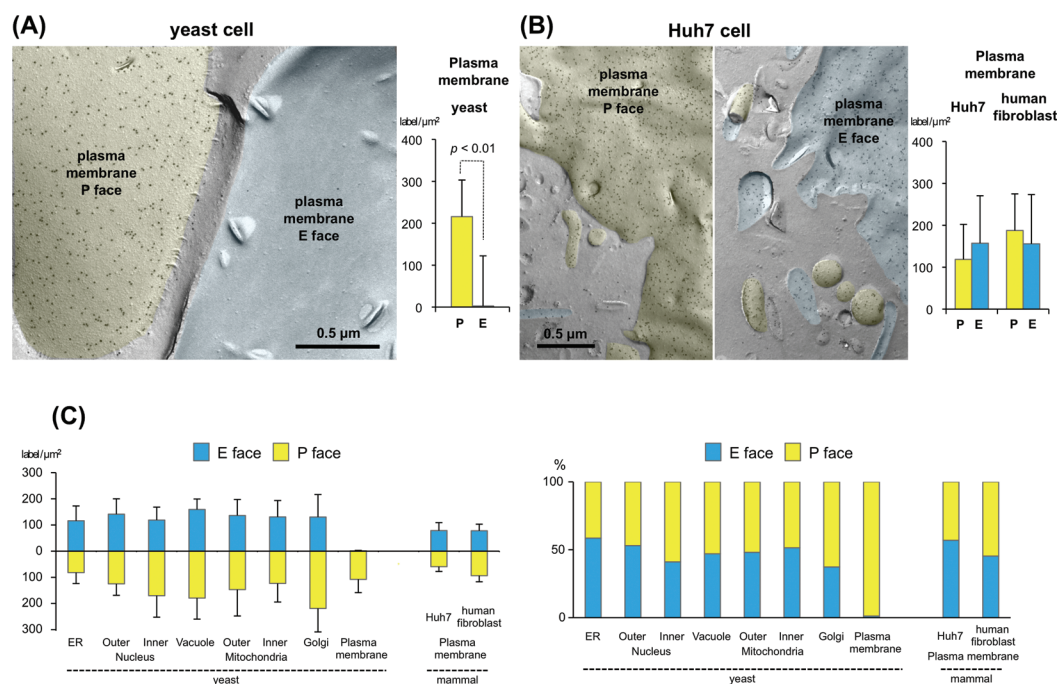 (A)
yeast cell
plasma
membrane
P face
plasma
membrane
E face
0.5 μm
Plasma
membrane
yeast
label/μm²
400
300
200
100
0
p < 0.01
P E
(B)
Huh7 cell
plasma
membrane
P face
0.5 μm
plasma
membrane
E face
Plasma
membrane
Huh7 human
fibroblast
label/μm²
400
300
200
100
0
P E P E
(C)
label/μm²
E face P face
300
200
100
0
100
200
300
ER Outer Inner Vacuole Outer Inner Golgi Plasma
membrane
Nucleus Mitochondria
yeast
Huh7 human
fibroblast
Plasma
membrane
mammal
%
E face P face
100
50
0
ER Outer Inner Vacuole Outer Inner Golgi Plasma
membrane
Nucleus Mitochondria
yeast
Huh7 human
fibroblast
Plasma membrane
mammal